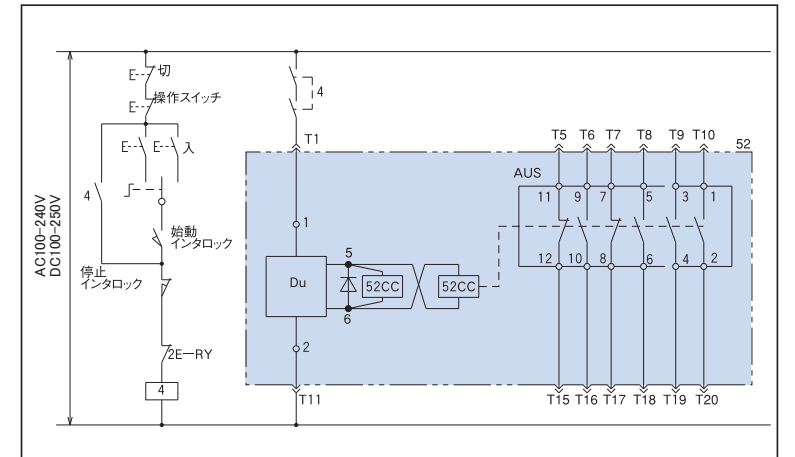 切
操作スイッチ
4
T1
T5 T6 T7 T8 T9 T10
52
入
AUS
11 9 7 5 3 1
4
AC100-240V
DC100-250V
1
始動
インタロック
5
停止
インタロック
Du
52CC
52CC
12 10 8 6 4 2
6
2
2E-RY
4
T11
T15 T16 T17 T18 T19 T20